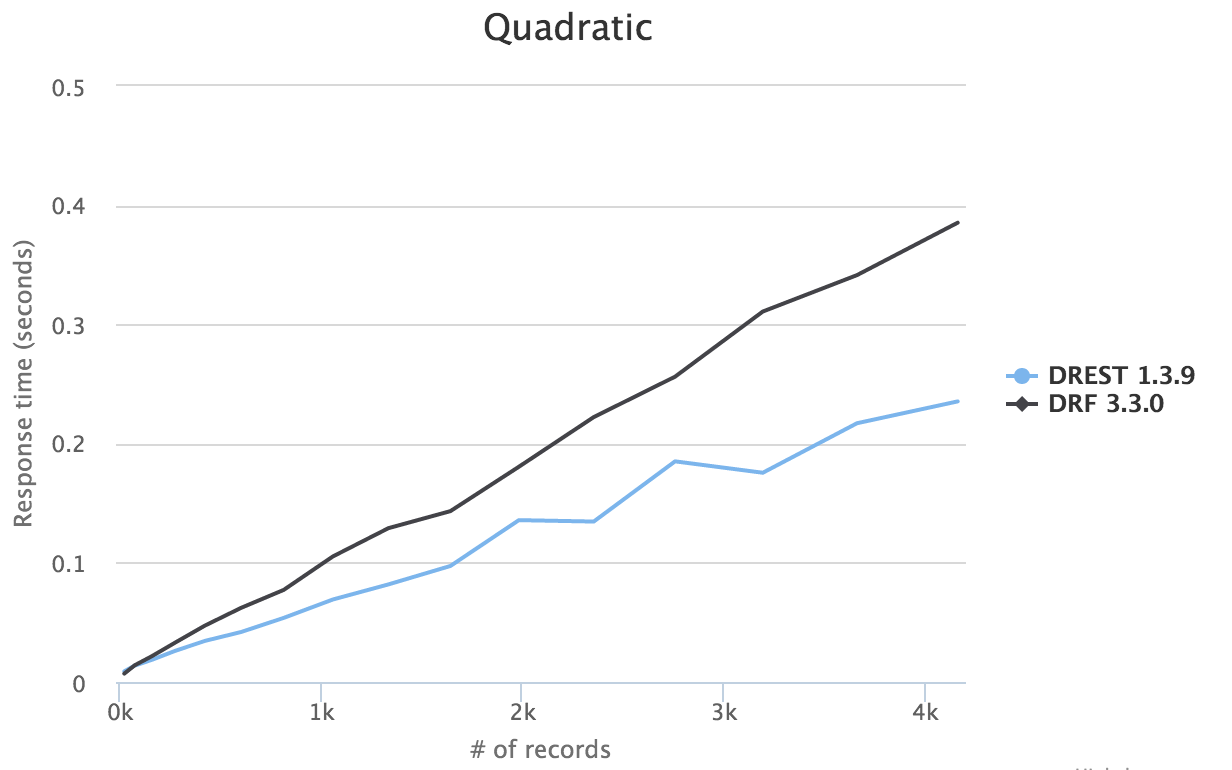 Quadratic
0.5
0.4
0.3
0.2
0.1
0
Response time (seconds)
0k
1k
2k
3k
4k
# of records
DREST 1.3.9
DRF 3.3.0